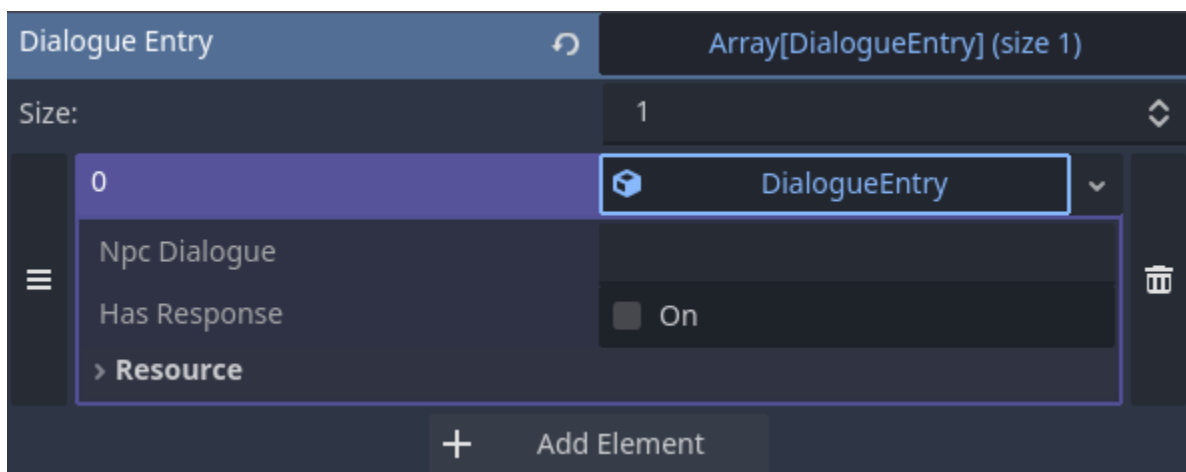 Dialogue Entry Array[DialogueEntry] (size 1)
Size: 1
0 DialogueEntry
Npc Dialogue
Has Response On
Resource
Add Element